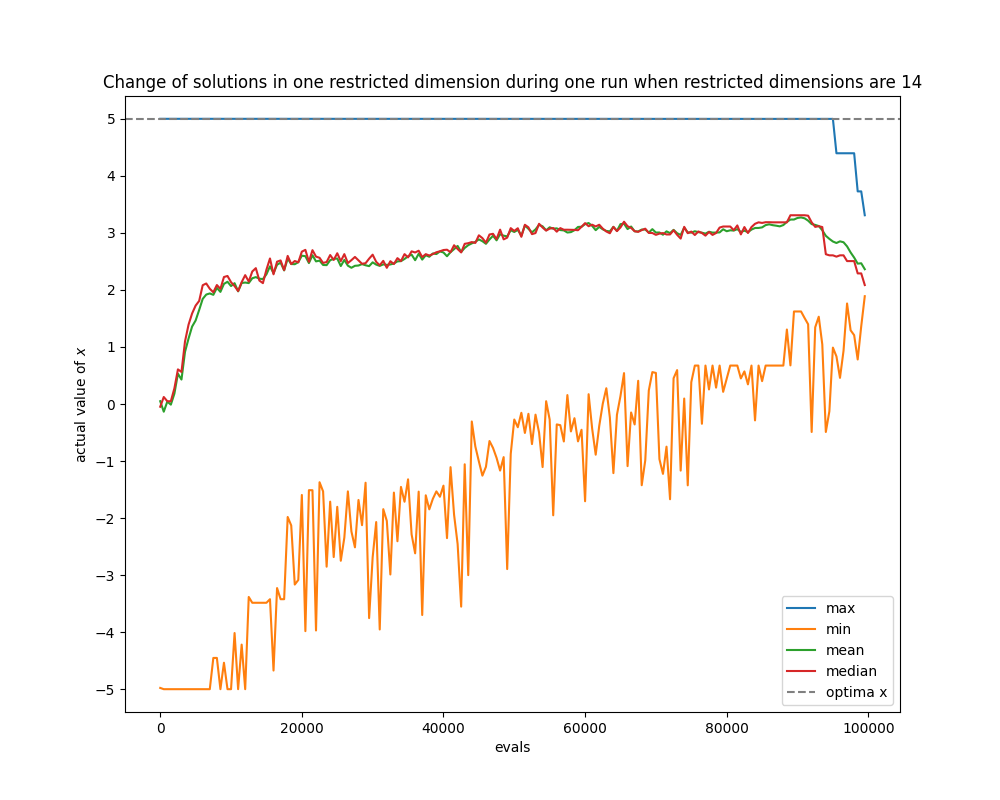 Change of solutions in one restricted dimension during one run when restricted dimensions are 14
5
4
3
2
1
0
−1
−2
−3
−4
−5
actual value of x
0
20000
40000
60000
80000
100000
evals
max
min
mean
median
optima x